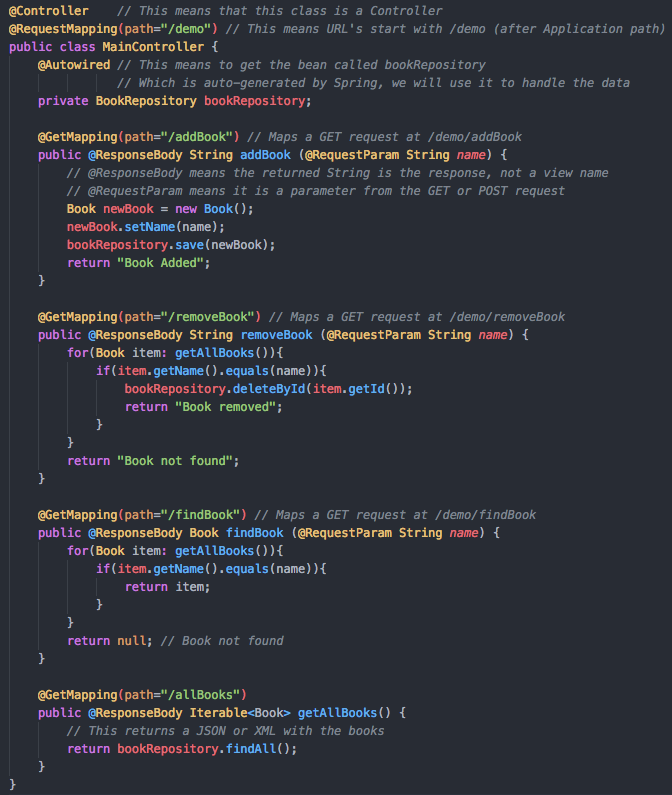 @Controller    // This means that this class is a Controller
@RequestMapping(path="/demo") // This means URL's start with /demo (after Application path)
public class MainController {
    @Autowired // This means to get the bean called bookRepository
               // Which is auto-generated by Spring, we will use it to handle the data
    private BookRepository bookRepository;

    @GetMapping(path="/addBook") // Maps a GET request at /demo/addBook
    public @ResponseBody String addBook (@RequestParam String name) {
        // @ResponseBody means the returned String is the response, not a view name
        // @RequestParam means it is a parameter from the GET or POST request
        Book newBook = new Book();
        newBook.setName(name);
        bookRepository.save(newBook);
        return "Book Added";
    }

    @GetMapping(path="/removeBook") // Maps a GET request at /demo/removeBook
    public @ResponseBody String removeBook (@RequestParam String name) {
        for(Book item: getAllBooks()){
            if(item.getName().equals(name)){
                bookRepository.deleteById(item.getId());
                return "Book removed";
            }
        }
        return "Book not found";
    }

    @GetMapping(path="/findBook") // Maps a GET request at /demo/findBook
    public @ResponseBody Book findBook (@RequestParam String name) {
        for(Book item: getAllBooks()){
            if(item.getName().equals(name)){
                return item;
            }
        }
        return null; // Book not found
    }

    @GetMapping(path="/allBooks")
    public @ResponseBody Iterable<Book> getAllBooks() {
        // This returns a JSON or XML with the books
        return bookRepository.findAll();
    }
}